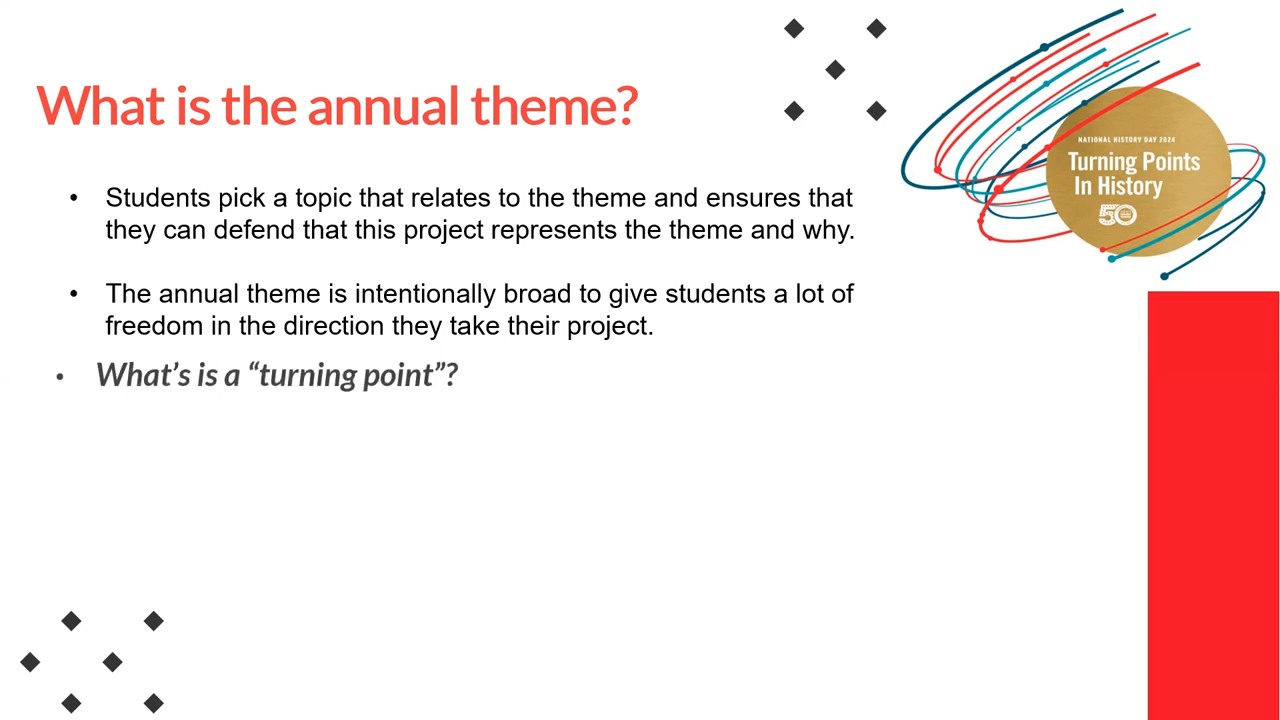 What is the annual theme?
• Students pick a topic that relates to the theme and ensures that
they can defend that this project represents the theme and why.
• The annual theme is intentionally broad to give students a lot of
freedom in the direction they take their project.
• What’s is a “turning point”?
NATIONAL HISTORY DAY 2024
Turning Points
In History
50